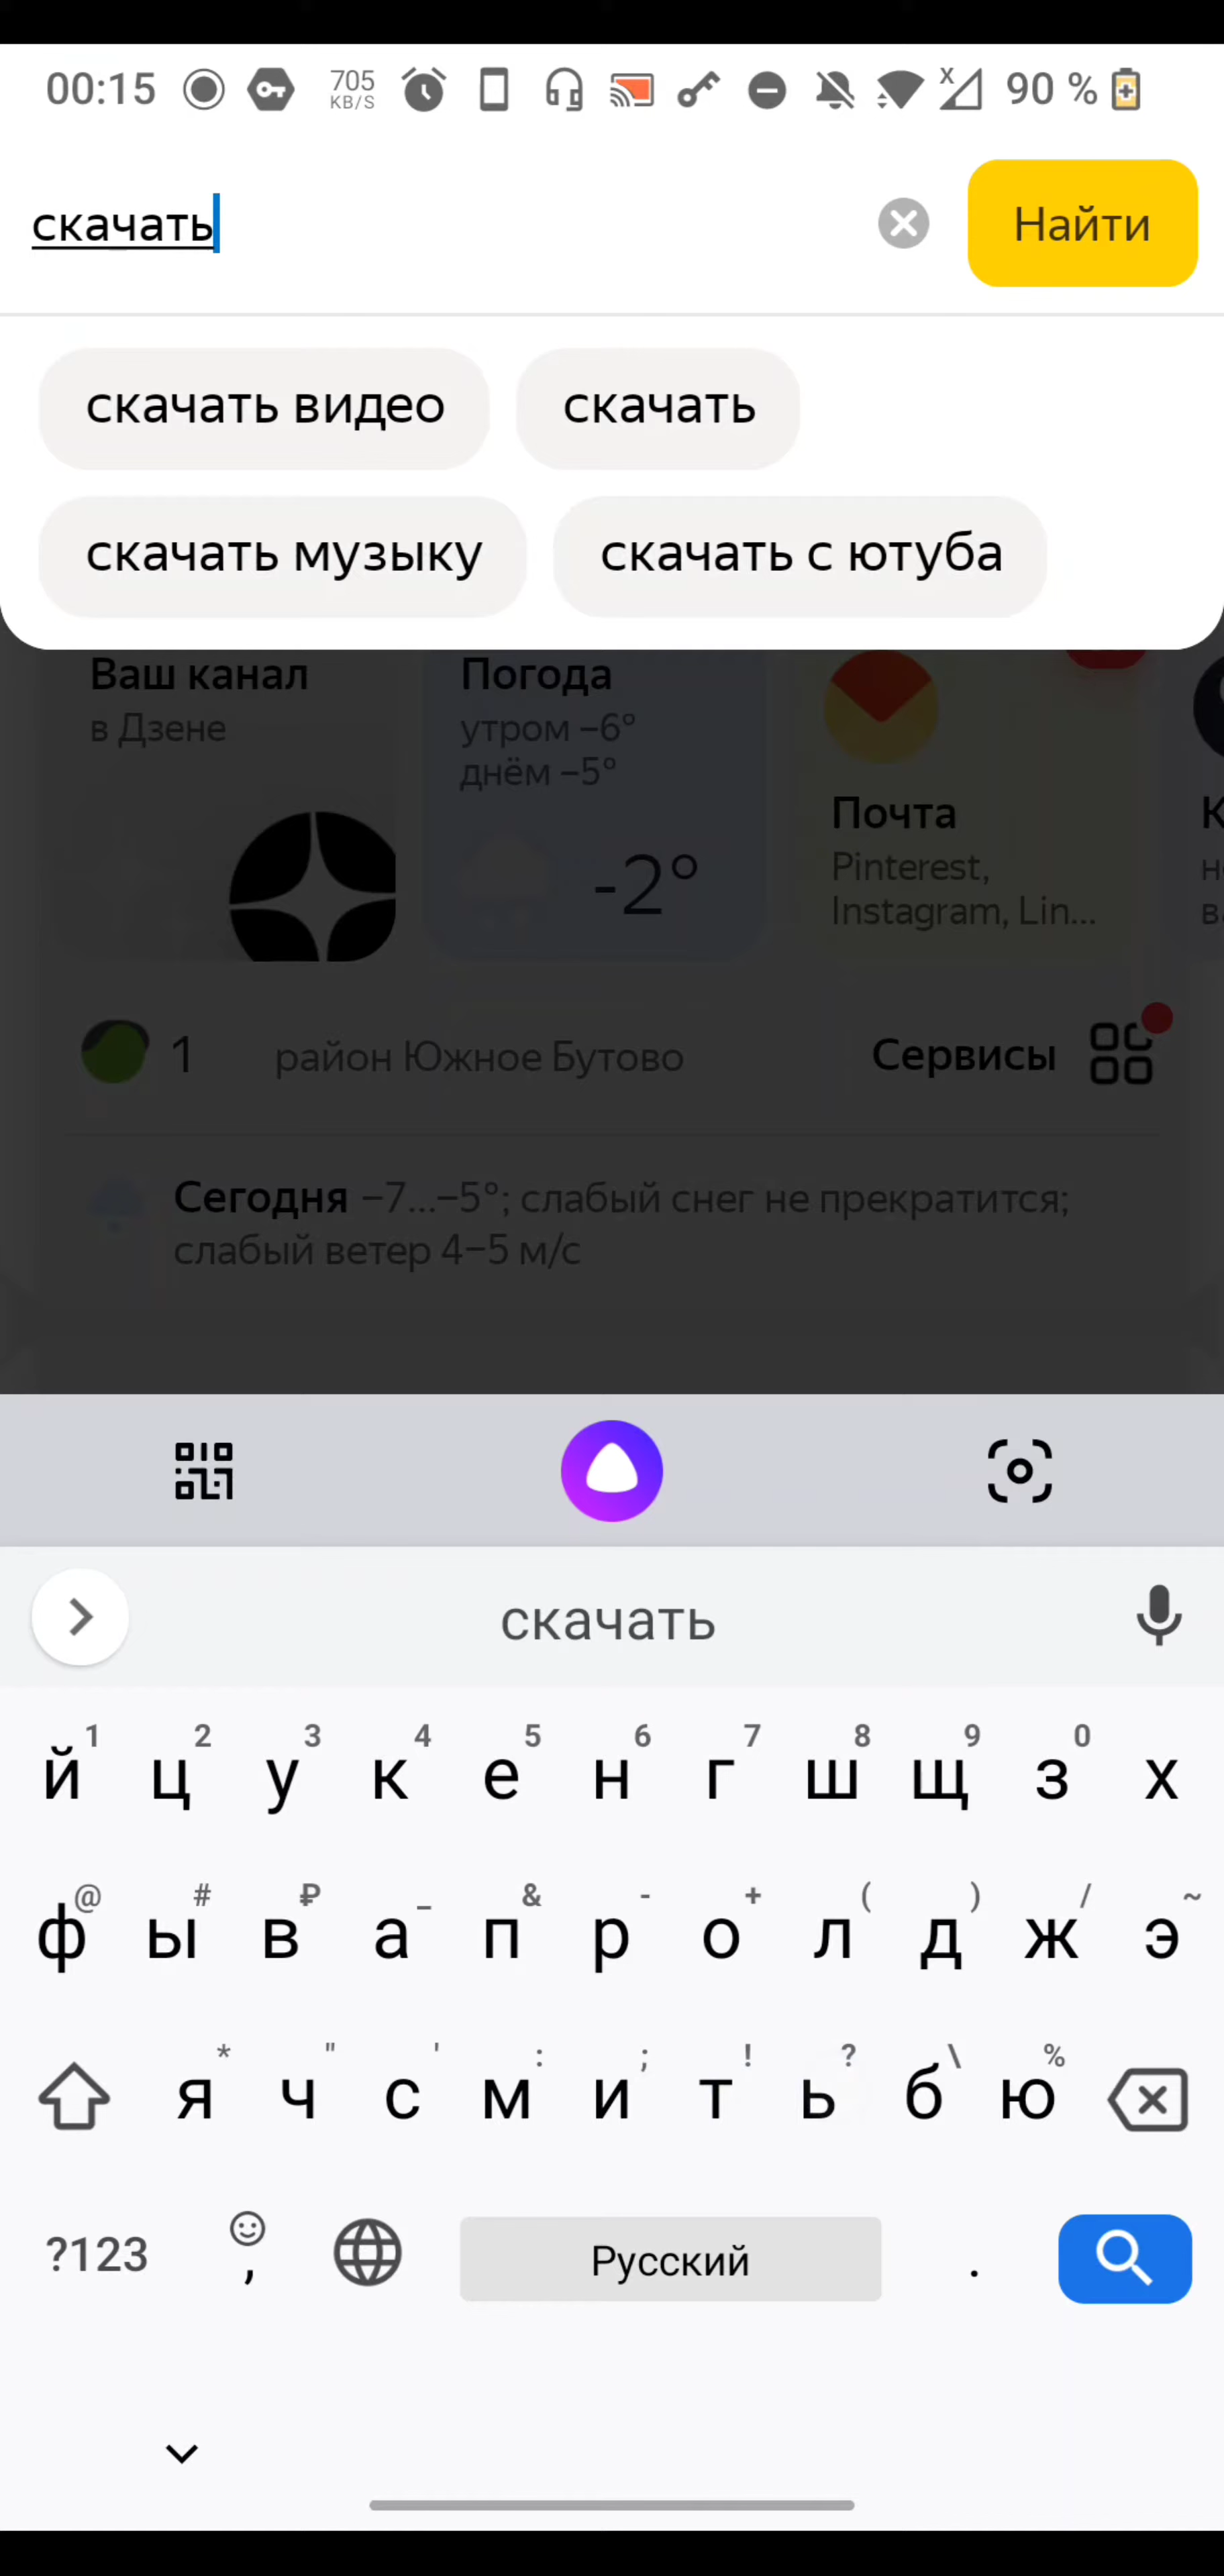 00:15 705 KB/S 90 %
скачать Найти
скачать видео скачать
скачать музыку скачать с ютуба
Ваш канал
в Дзене
Погода
утром –6°
днём –5°
-2°
Почта
Pinterest,
Instagram, Lin...
1 район Южное Бутово Сервисы
Сегодня –7...–5°; слабый снег не прекратится;
слабый ветер 4–5 м/с
скачать
1 2 3 4 5 6 7 8 9 0
й ц у к е н г ш щ з х
@ # ₽ _ & - + ( ) / ~
ф ы в а п р о л д ж э
* " ' : ; ! ? \ %
я ч с м и т ь б ю
?123 , Русский .